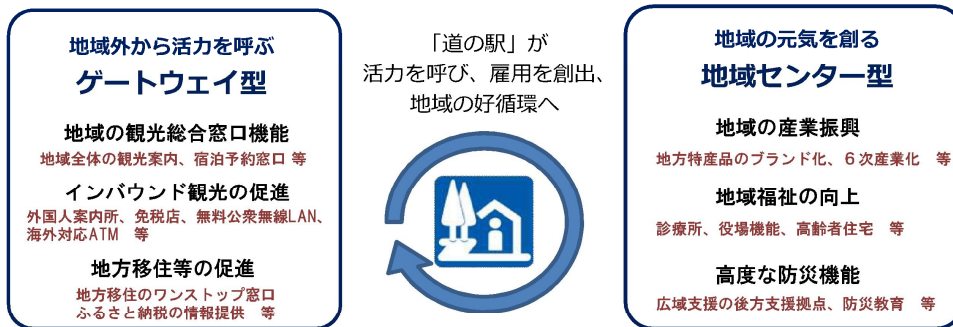 地域外から活力を呼ぶ
ゲートウェイ型
地域の観光総合窓口機能
地域全体の観光案内、宿泊予約窓口 等
インバウンド観光の促進
外国人案内所、免税店、無料公衆無線LAN、
海外対応ATM 等
地方移住等の促進
地方移住のワンストップ窓口
ふるさと納税の情報提供 等
「道の駅」が
活力を呼び、雇用を創出、
地域の好循環へ
地域の元気を創る
地域センター型
地域の産業振興
地方特産品のブランド化、６次産業化 等
地域福祉の向上
診療所、役場機能、高齢者住宅 等
高度な防災機能
広域支援の後方支援拠点、防災教育 等